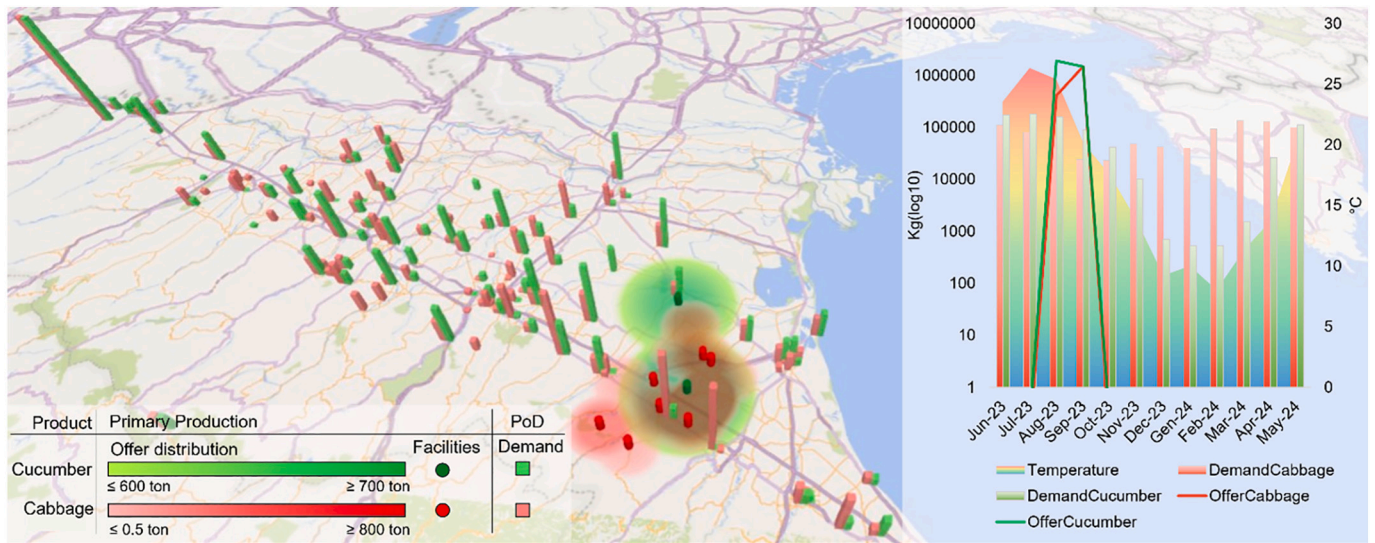 Product
Primary Production
PoD
Offer distribution
Facilities
Demand
Cucumber
≤ 600 ton
≥ 700 ton
Cabbage
≤ 0.5 ton
≥ 800 ton
10000000
1000000
100000
10000
1000
100
10
1
Kg(log10)
30
25
20
15
10
5
0
°C
Jun-23
Jul-23
Aug-23
Sep-23
Oct-23
Nov-23
Dec-23
Gen-24
Feb-24
Mar-24
Apr-24
May-24
Temperature
DemandCabbage
DemandCucumber
OfferCabbage
OfferCucumber